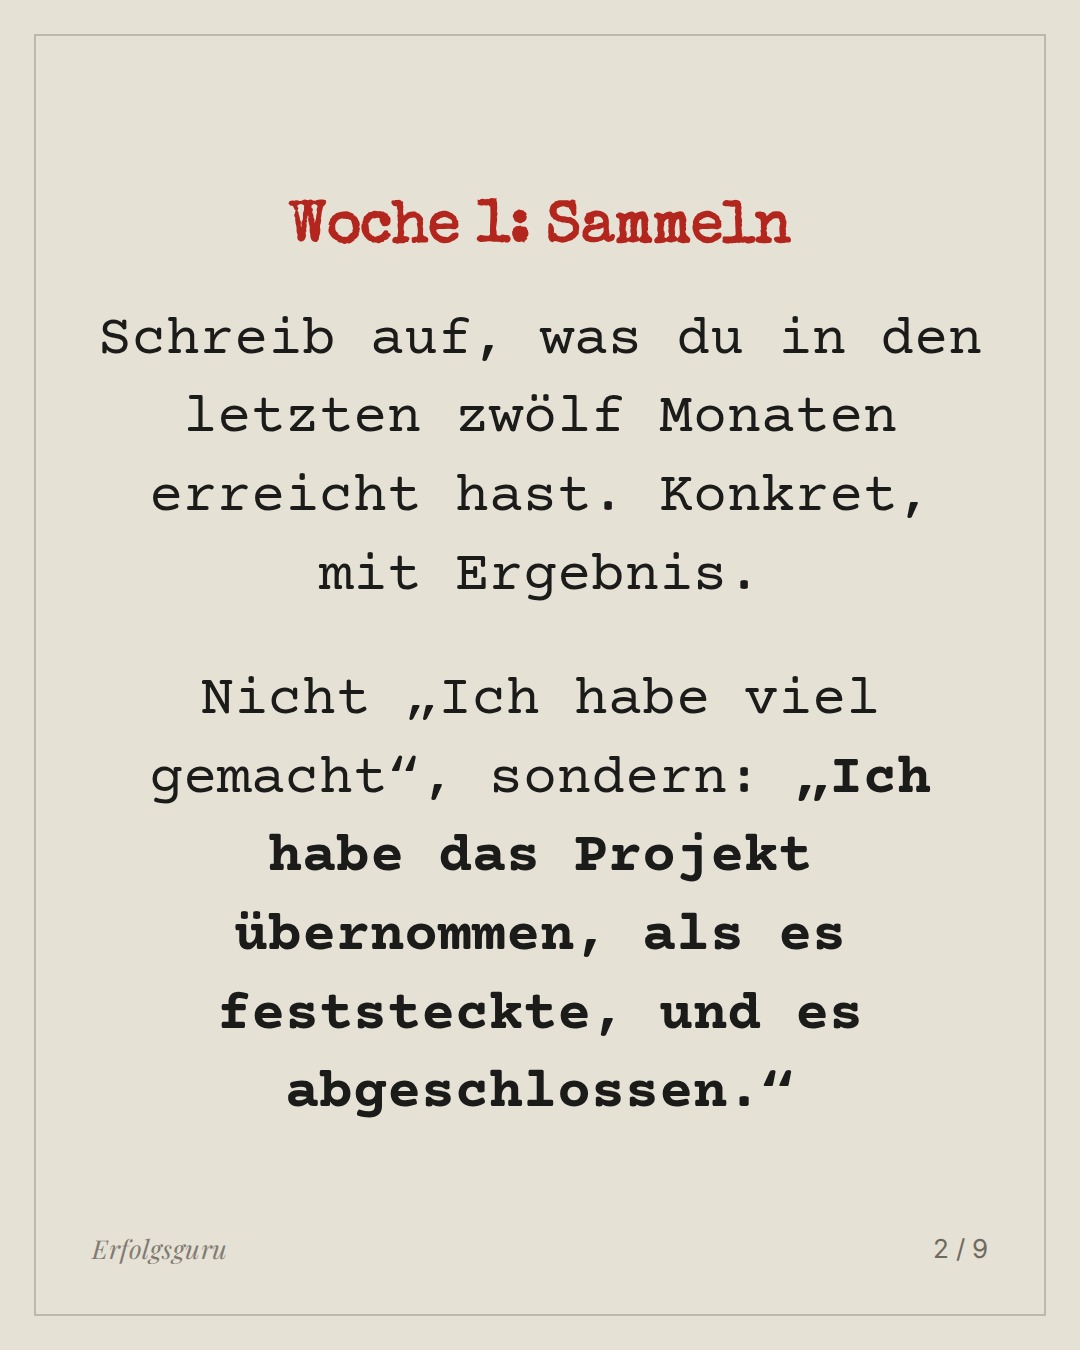 Woche 1: Sammeln
Schreib auf, was du in den
letzten zwölf Monaten
erreicht hast. Konkret,
mit Ergebnis.
Nicht „Ich habe viel
gemacht“, sondern: „Ich
habe das Projekt
übernommen, als es
feststeckte, und es
abgeschlossen.“
Erfolgsguru
2 / 9